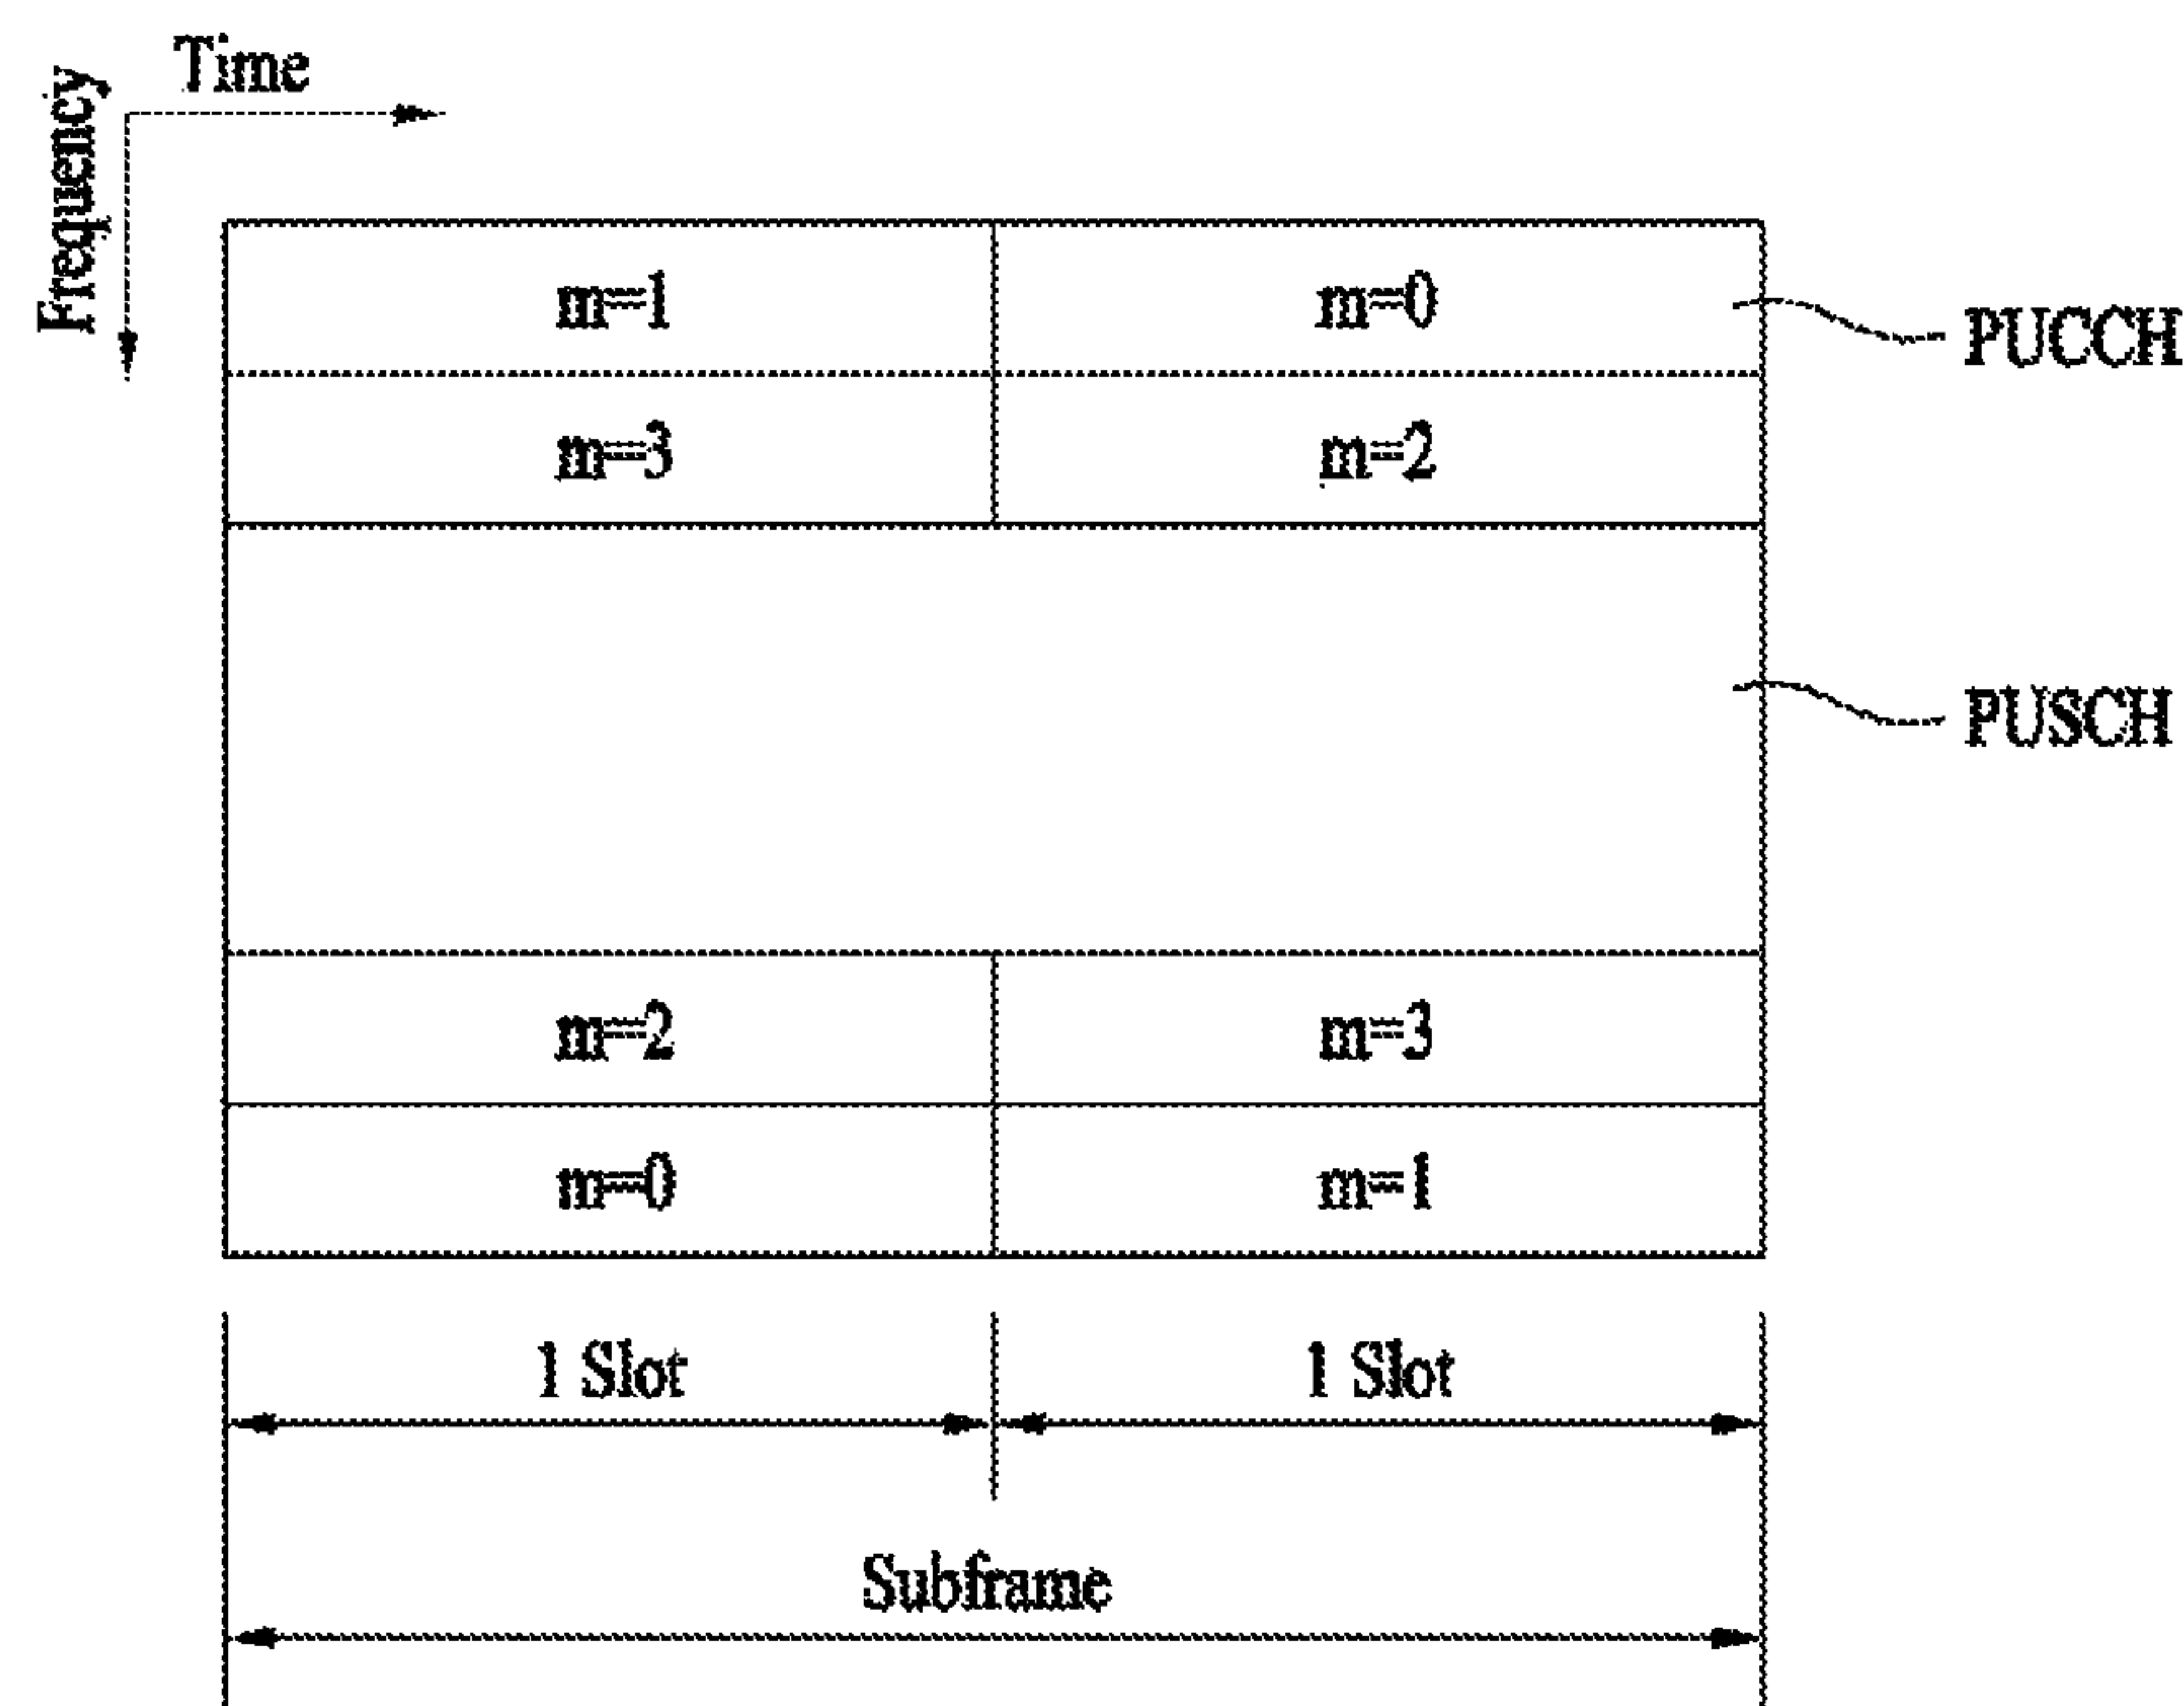 Time
Frequency
m=1
m=0
PUCCH
m=3
m=2
PUSCH
m=2
m=3
m=0
m=1
1 Slot
1 Slot
Subframe